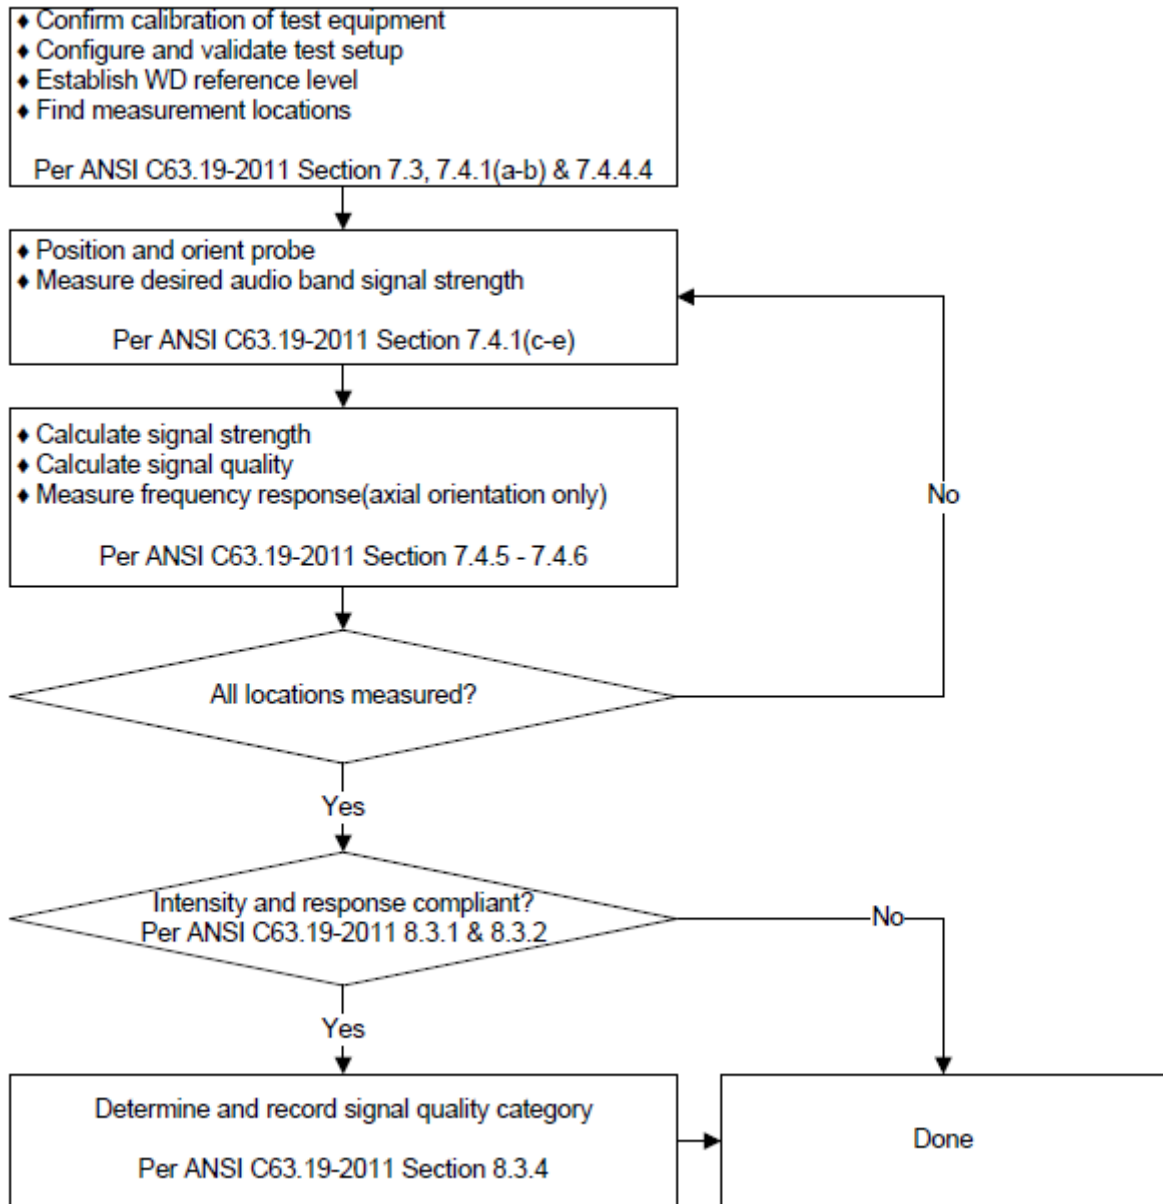 ♦ Confirm calibration of test equipment
♦ Configure and validate test setup
♦ Establish WD reference level
♦ Find measurement locations
Per ANSI C63.19-2011 Section 7.3, 7.4.1(a-b) & 7.4.4.4
♦ Position and orient probe
♦ Measure desired audio band signal strength
Per ANSI C63.19-2011 Section 7.4.1(c-e)
♦ Calculate signal strength
♦ Calculate signal quality
♦ Measure frequency response(axial orientation only)
Per ANSI C63.19-2011 Section 7.4.5 - 7.4.6
No
All locations measured?
Yes
Intensity and response compliant?
Per ANSI C63.19-2011 8.3.1 & 8.3.2
No
Yes
Determine and record signal quality category
Per ANSI C63.19-2011 Section 8.3.4
Done